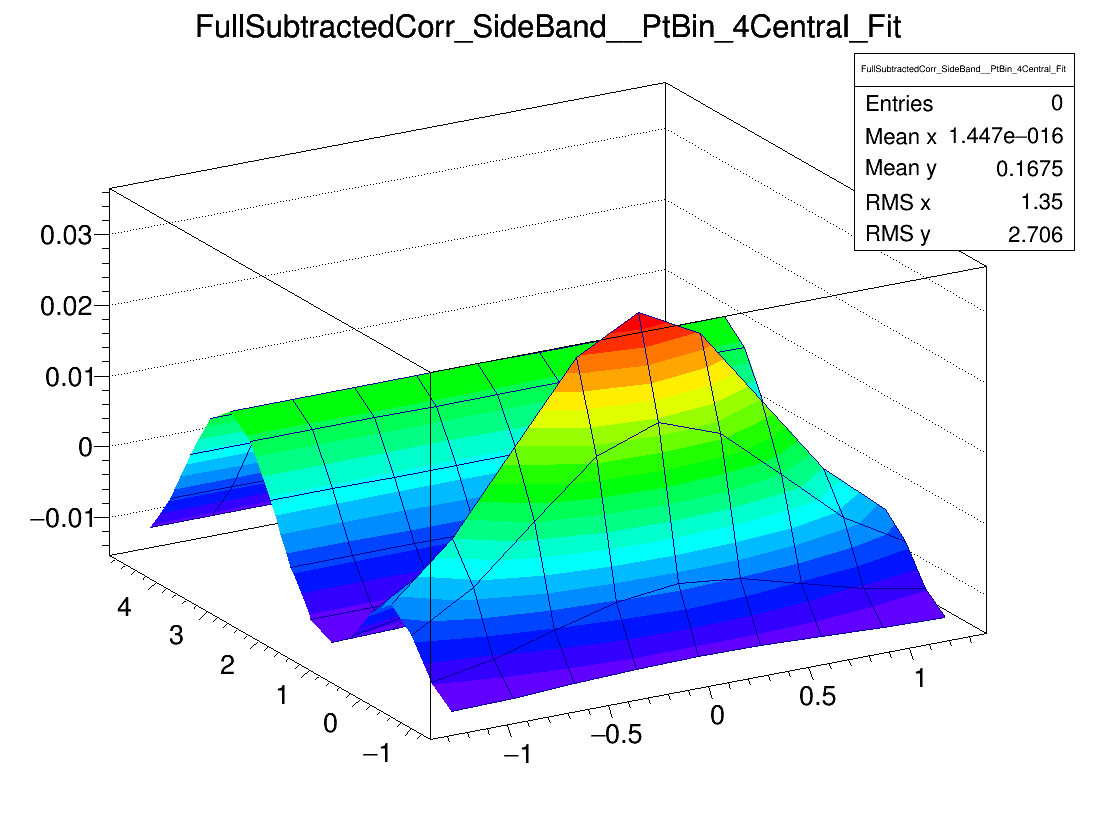 FullSubtractedCorr_SideBand__PtBin_4Central_Fit
FullSubtractedCorr_SideBand__PtBin_4Central_Fit
Entries 0
Mean x 1.447e−016
Mean y 0.1675
RMS x 1.35
RMS y 2.706
0.03
0.02
0.01
0
−0.01
4
3
2
1
0
−1
−1
−0.5
0
0.5
1